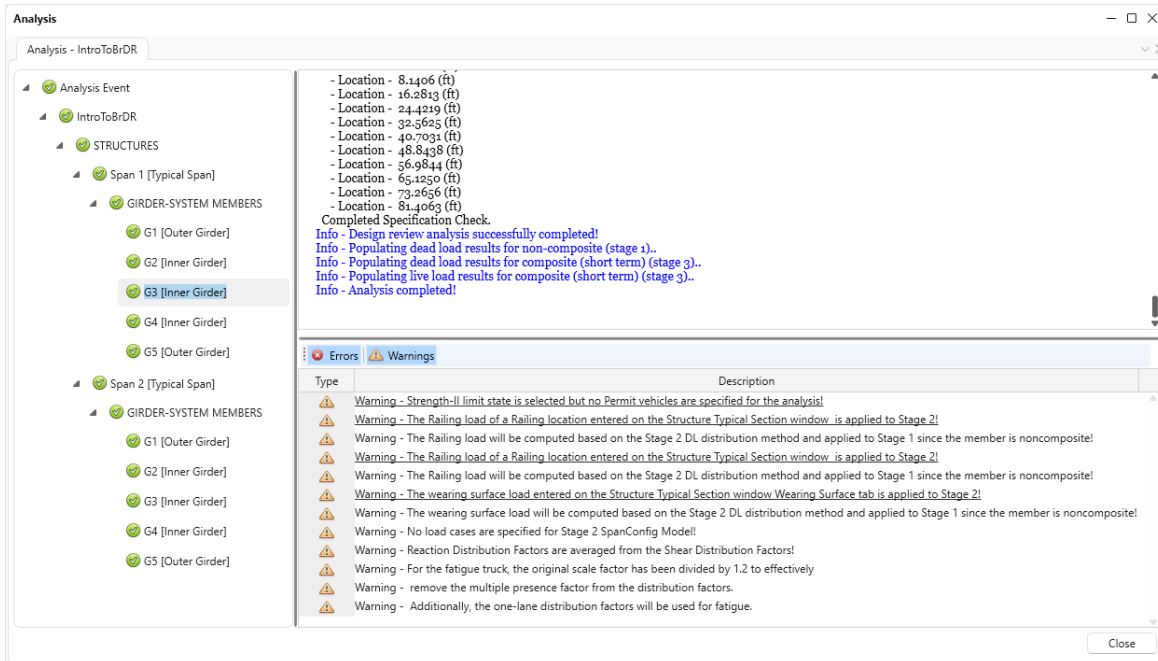 Analysis
Analysis - IntroToBrDR
Analysis Event
IntroToBrDR
STRUCTURES
Span 1 [Typical Span]
GIRDER-SYSTEM MEMBERS
G1 [Outer Girder]
G2 [Inner Girder]
G3 [Inner Girder]
G4 [Inner Girder]
G5 [Outer Girder]
Span 2 [Typical Span]
GIRDER-SYSTEM MEMBERS
G1 [Outer Girder]
G2 [Inner Girder]
G3 [Inner Girder]
G4 [Inner Girder]
G5 [Outer Girder]
- Location - 8.1406 (ft)
- Location - 16.2813 (ft)
- Location - 24.4219 (ft)
- Location - 32.5625 (ft)
- Location - 40.7031 (ft)
- Location - 48.8438 (ft)
- Location - 56.9844 (ft)
- Location - 65.1250 (ft)
- Location - 73.2656 (ft)
- Location - 81.4063 (ft)
Completed Specification Check.
Info - Design review analysis successfully completed!
Info - Populating dead load results for non-composite (stage 1)..
Info - Populating dead load results for composite (short term) (stage 3)..
Info - Populating live load results for composite (short term) (stage 3)..
Info - Analysis completed!
Errors Warnings
Type Description
Warning - Strength-II limit state is selected but no Permit vehicles are specified for the analysis!
Warning - The Railing load of a Railing location entered on the Structure Typical Section window is applied to Stage 2!
Warning - The Railing load will be computed based on the Stage 2 DL distribution method and applied to Stage 1 since the member is noncomposite!
Warning - The Railing load of a Railing location entered on the Structure Typical Section window is applied to Stage 2!
Warning - The Railing load will be computed based on the Stage 2 DL distribution method and applied to Stage 1 since the member is noncomposite!
Warning - The wearing surface load entered on the Structure Typical Section window Wearing Surface tab is applied to Stage 2!
Warning - The wearing surface load will be computed based on the Stage 2 DL distribution method and applied to Stage 1 since the member is noncomposite!
Warning - No load cases are specified for Stage 2 SpanConfig Model!
Warning - Reaction Distribution Factors are averaged from the Shear Distribution Factors!
Warning - For the fatigue truck, the original scale factor has been divided by 1.2 to effectively
Warning - remove the multiple presence factor from the distribution factors.
Warning - Additionally, the one-lane distribution factors will be used for fatigue.
Close